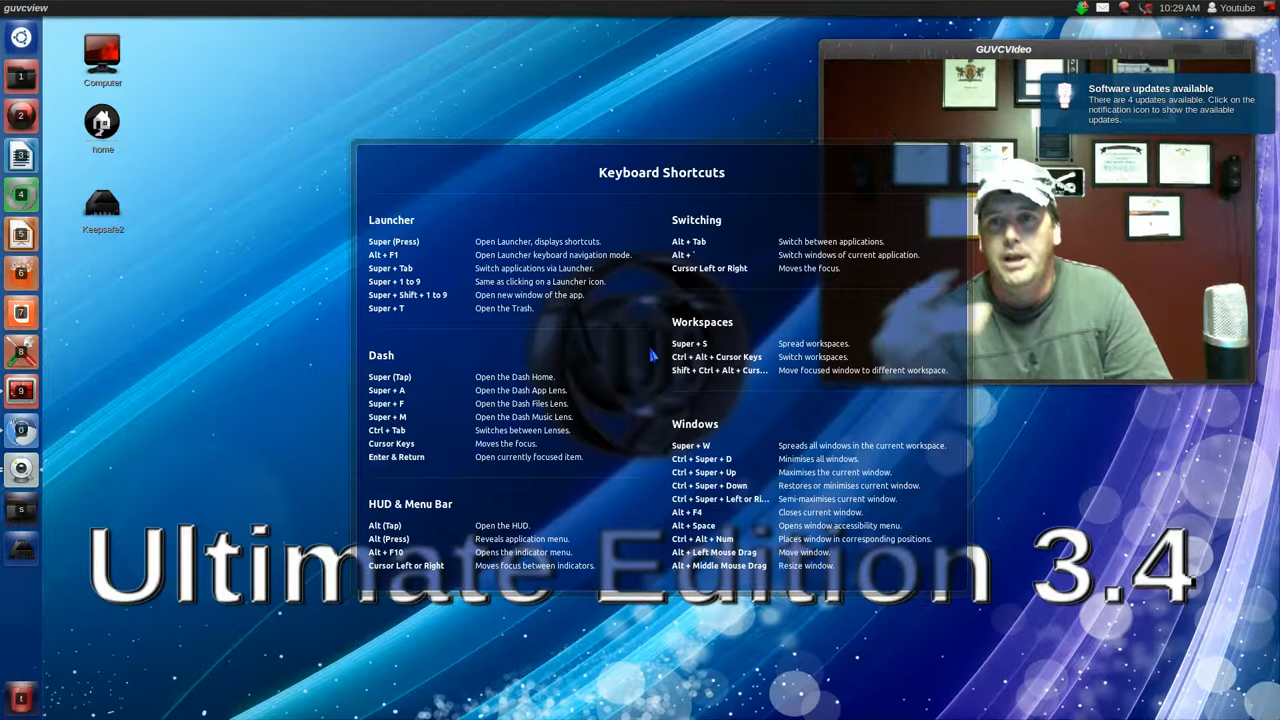 guvcview
10:29 AM
Youtube
Computer
home
Keepsafe2
GUVCVIdeo
Software updates available
There are 4 updates available. Click on the
notification icon to show the available
updates.
Keyboard Shortcuts
Launcher
Super (Press) Open Launcher, displays shortcuts.
Alt + F1 Open Launcher keyboard navigation mode.
Super + Tab Switch applications via Launcher.
Super + 1 to 9 Same as clicking on a Launcher icon.
Super + Shift + 1 to 9 Open new window of the app.
Super + T Open the Trash.
Dash
Super (Tap) Open the Dash Home.
Super + A Open the Dash App Lens.
Super + F Open the Dash Files Lens.
Super + M Open the Dash Music Lens.
Ctrl + Tab Switches between Lenses.
Cursor Keys Moves the focus.
Enter & Return Open currently focused item.
HUD & Menu Bar
Alt (Tap) Open the HUD.
Alt (Press) Reveals application menu.
Alt + F10 Opens the indicator menu.
Cursor Left or Right Moves focus between indicators.
Switching
Alt + Tab Switch between applications.
Alt + ` Switch windows of current application.
Cursor Left or Right Moves the focus.
Workspaces
Super + S Spread workspaces.
Ctrl + Alt + Cursor Keys Switch workspaces.
Shift + Ctrl + Alt + Curs... Move focused window to different workspace.
Windows
Super + W Spreads all windows in the current workspace.
Ctrl + Super + D Minimises all windows.
Ctrl + Super + Up Maximises the current window.
Ctrl + Super + Down Restores or minimises current window.
Ctrl + Super + Left or Ri... Semi-maximises current window.
Alt + F4 Closes current window.
Alt + Space Opens window accessibility menu.
Ctrl + Alt + Num Places window in corresponding positions.
Alt + Left Mouse Drag Move window.
Alt + Middle Mouse Drag Resize window.
Ultimate Edition 3.4
1
2
3
4
5
6
7
8
9
0
S
t